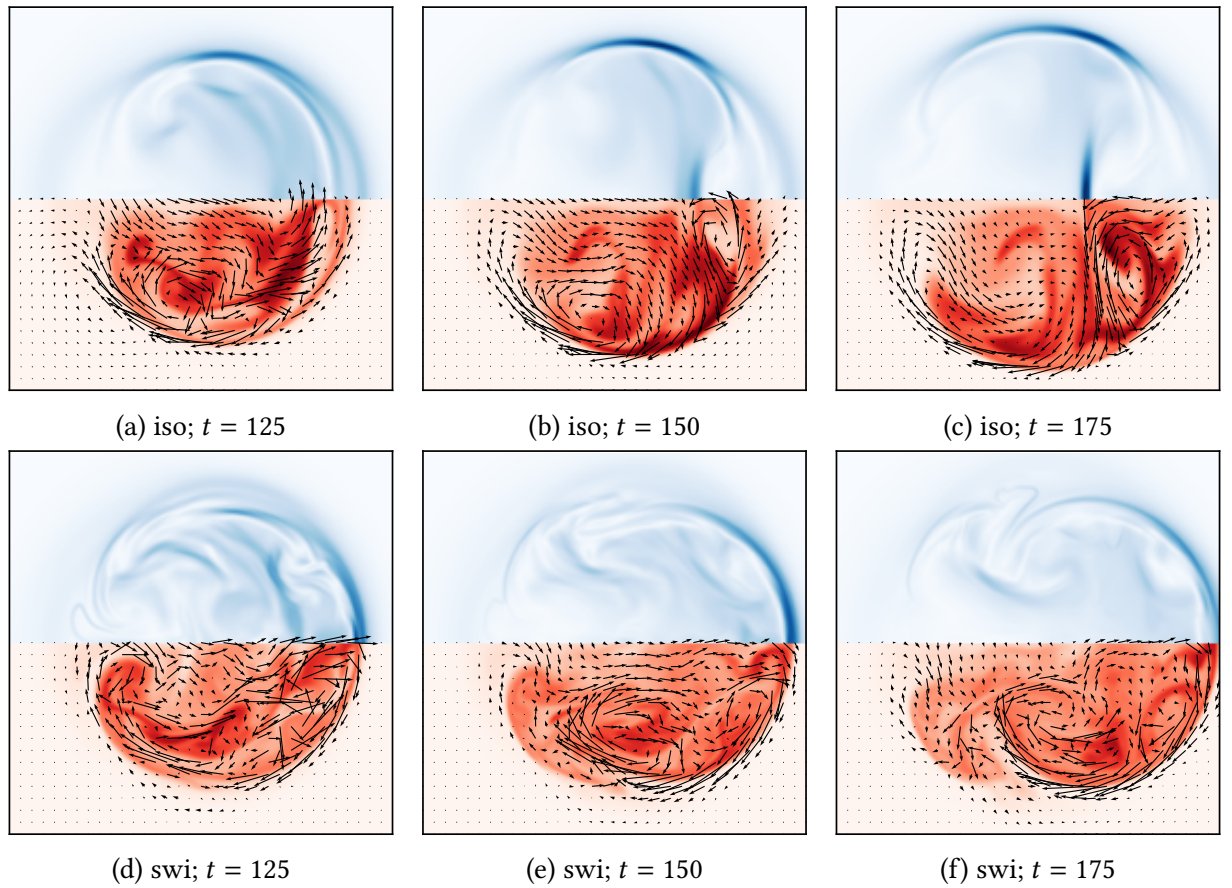 (a) iso; t = 125
(b) iso; t = 150
(c) iso; t = 175
(d) swi; t = 125
(e) swi; t = 150
(f) swi; t = 175